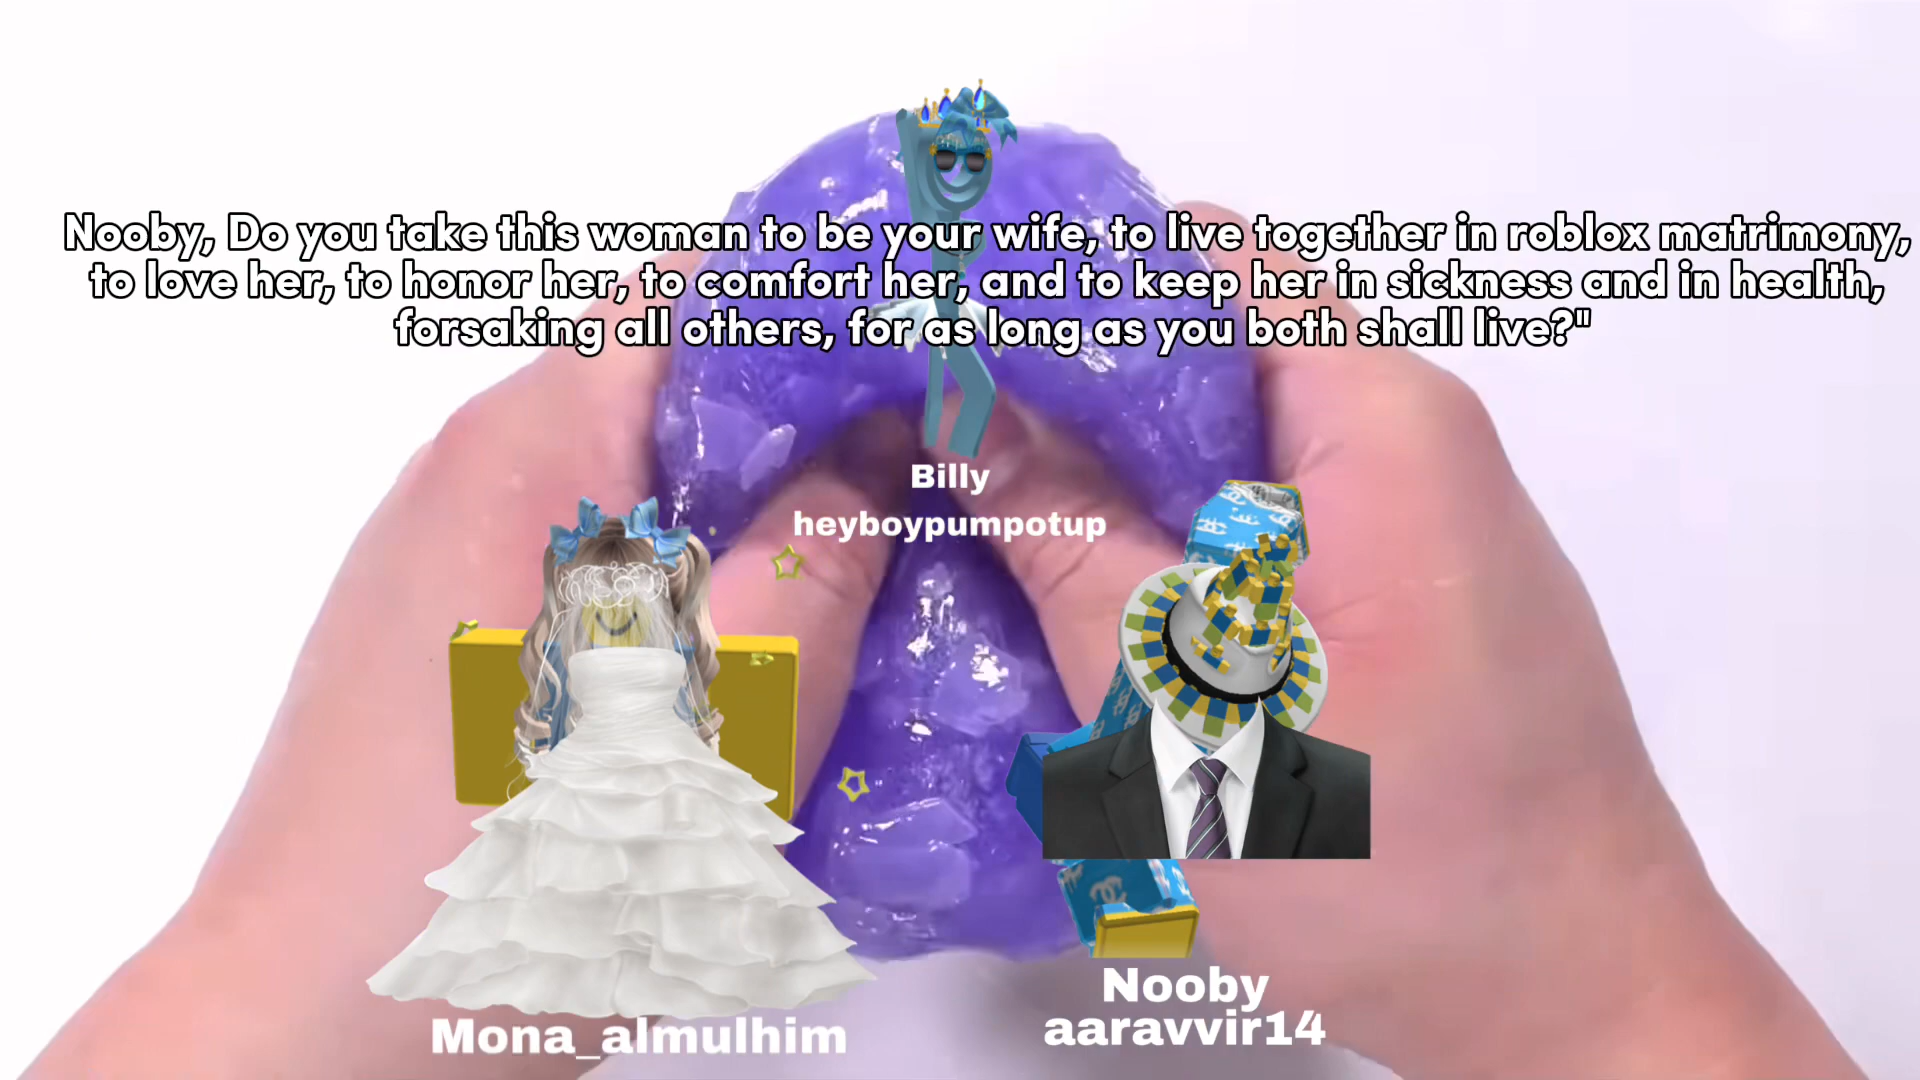 Nooby, Do you take this woman to be your wife, to live together in roblox matrimony,
to love her, to honor her, to comfort her, and to keep her in sickness and in health,
forsaking all others, for as long as you both shall live?"
Billy
heyboypumpotup
Mona_almulhim
Nooby
aaravvir14